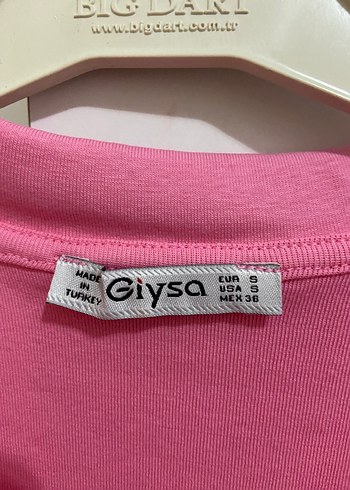 BIG DART
www.bigdart.com.tr
MADE
IN
TURKEY
Giysa
EUR S
USA S
MEX 36